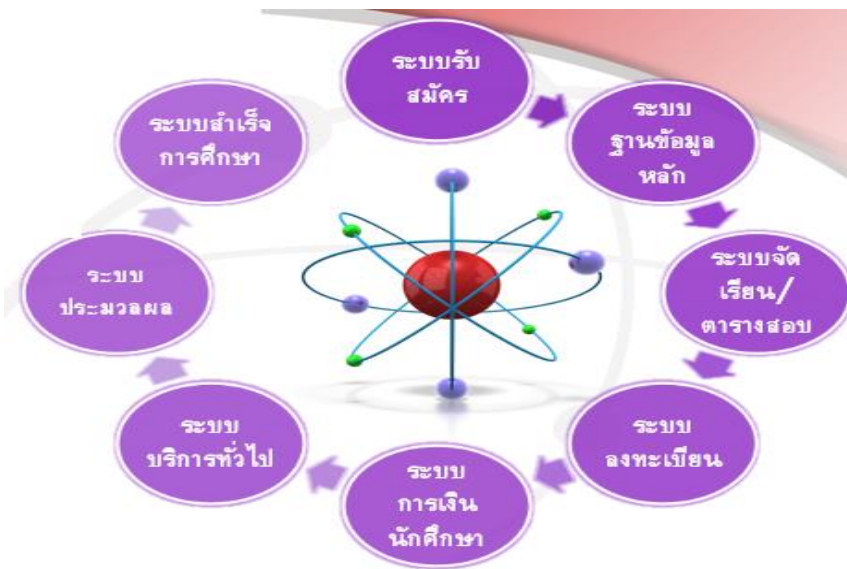 ระบบรับ
สมัคร
ระบบ
ฐานข้อมูล
หลัก
ระบบจัด
เรียน/
ตารางสอบ
ระบบ
ลงทะเบียน
ระบบ
การเงิน
นักศึกษา
ระบบ
บริการทั่วไป
ระบบ
ประมวลผล
ระบบสำเร็จ
การศึกษา